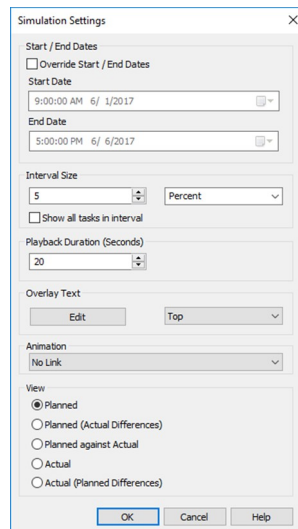 Simulation Settings
Start / End Dates
Override Start / End Dates
Start Date
9:00:00 AM 6/ 1/2017
End Date
5:00:00 PM 6/ 6/2017
Interval Size
5 Percent
Show all tasks in interval
Playback Duration (Seconds)
20
Overlay Text
Edit Top
Animation
No Link
View
Planned
Planned (Actual Differences)
Planned against Actual
Actual
Actual (Planned Differences)
OK Cancel Help